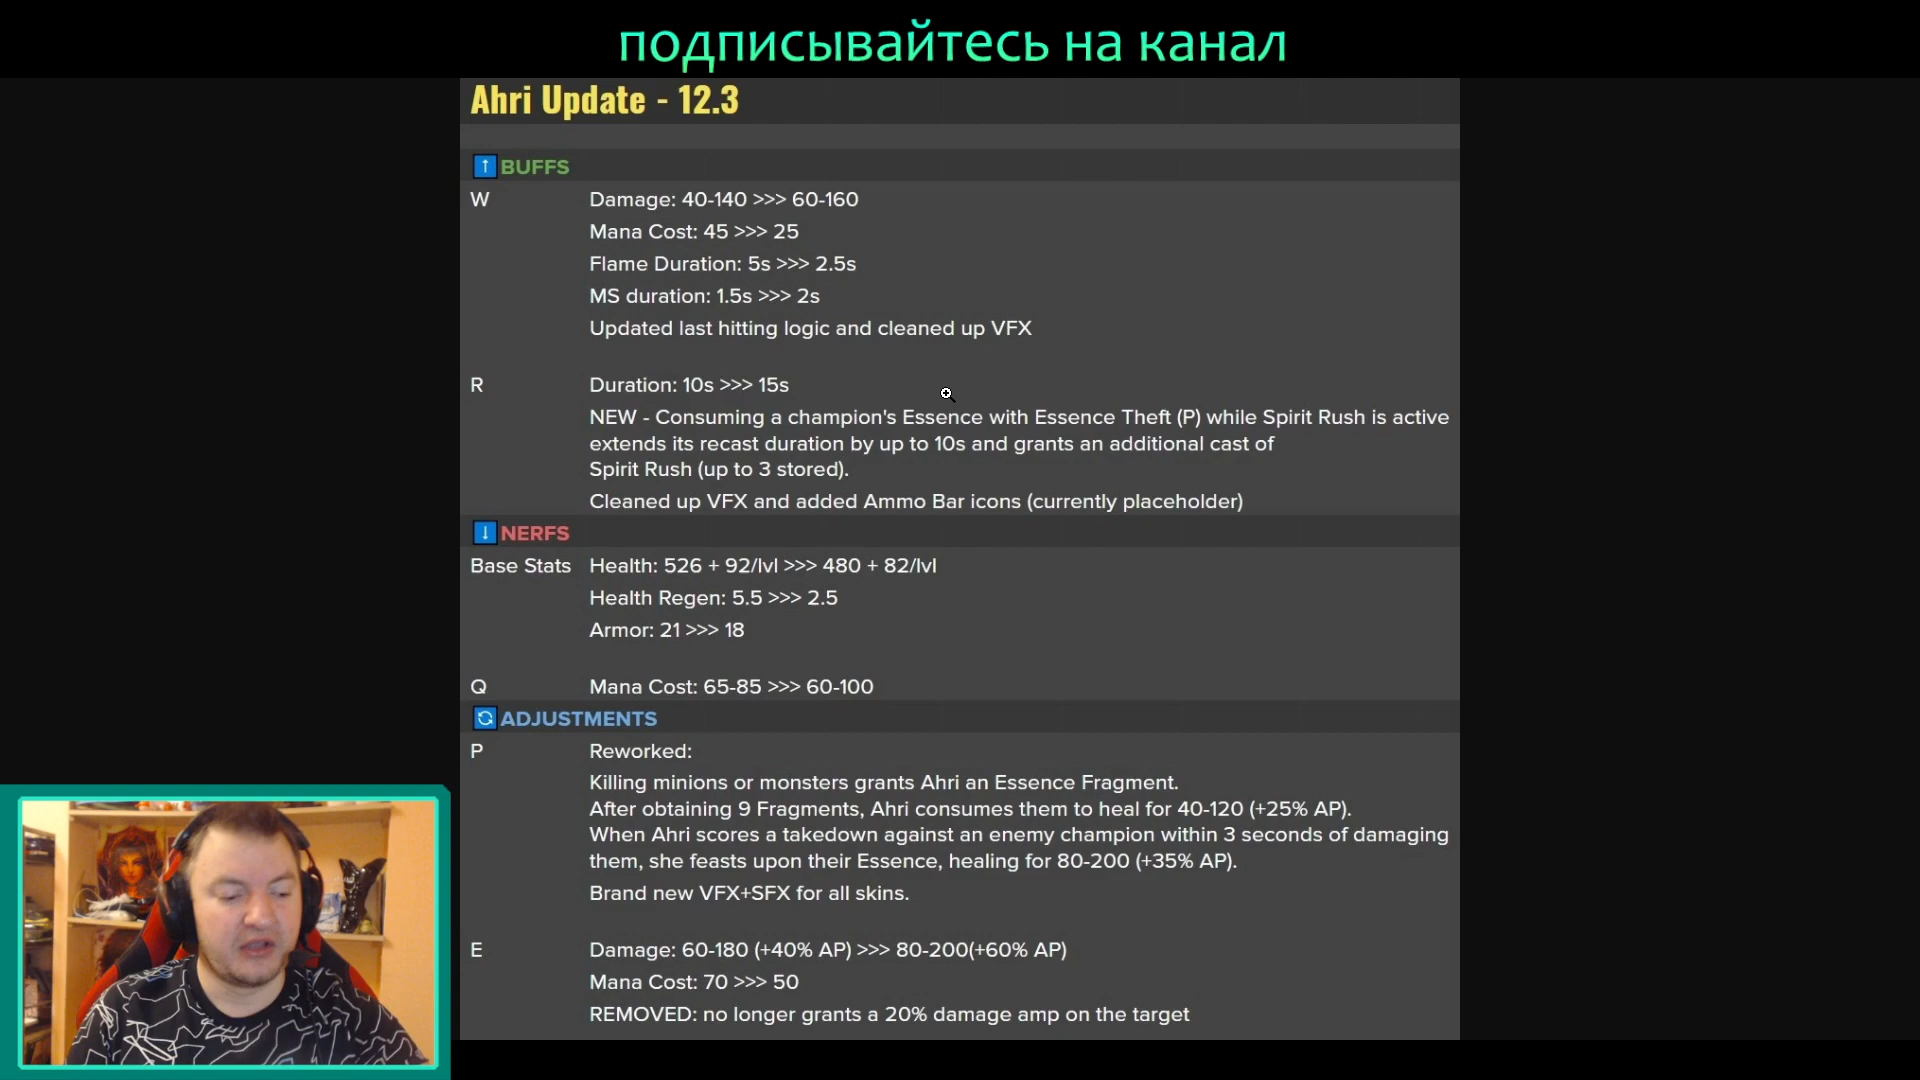 подписывайтесь на канал
Ahri Update - 12.3
BUFFS
W Damage: 40-140 >>> 60-160
Mana Cost: 45 >>> 25
Flame Duration: 5s >>> 2.5s
MS duration: 1.5s >>> 2s
Updated last hitting logic and cleaned up VFX
R Duration: 10s >>> 15s
NEW - Consuming a champion's Essence with Essence Theft (P) while Spirit Rush is active
extends its recast duration by up to 10s and grants an additional cast of
Spirit Rush (up to 3 stored).
Cleaned up VFX and added Ammo Bar icons (currently placeholder)
NERFS
Base Stats Health: 526 + 92/lvl >>> 480 + 82/lvl
Health Regen: 5.5 >>> 2.5
Armor: 21 >>> 18
Q Mana Cost: 65-85 >>> 60-100
ADJUSTMENTS
P Reworked:
Killing minions or monsters grants Ahri an Essence Fragment.
After obtaining 9 Fragments, Ahri consumes them to heal for 40-120 (+25% AP).
When Ahri scores a takedown against an enemy champion within 3 seconds of damaging
them, she feasts upon their Essence, healing for 80-200 (+35% AP).
Brand new VFX+SFX for all skins.
E Damage: 60-180 (+40% AP) >>> 80-200(+60% AP)
Mana Cost: 70 >>> 50
REMOVED: no longer grants a 20% damage amp on the target